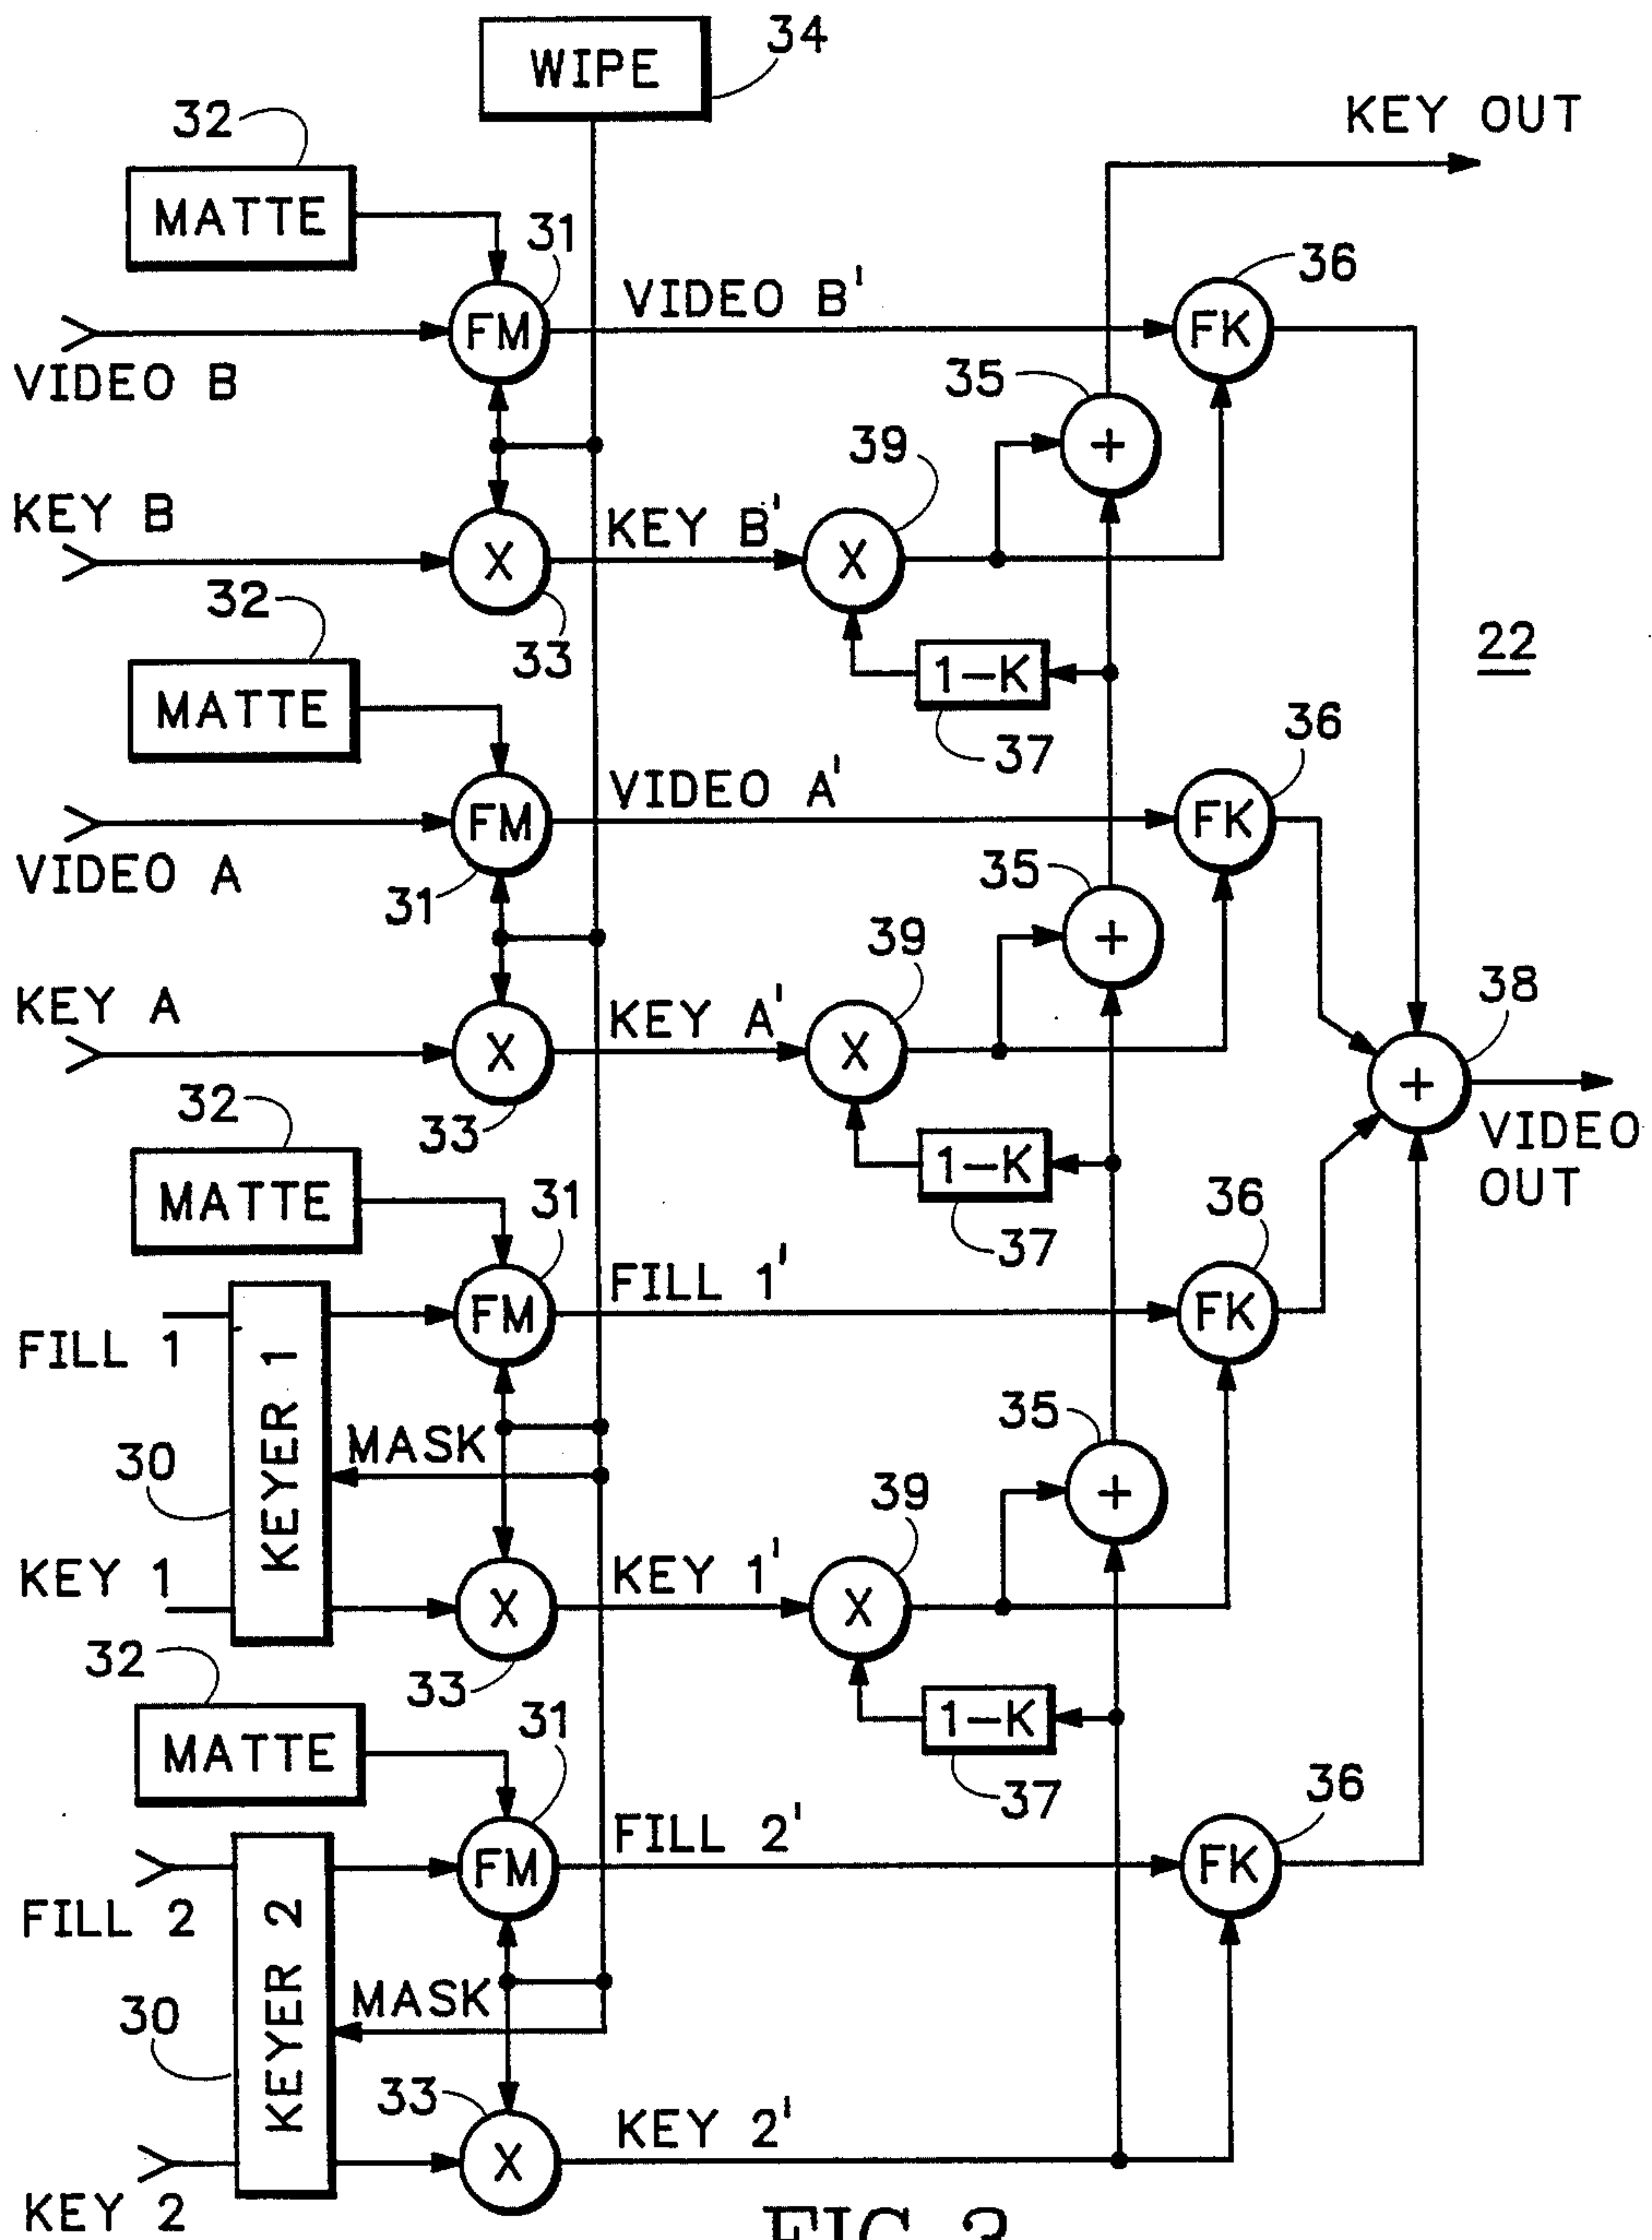 WIPE
34
KEY OUT
32
MATTE
31
36
FM
VIDEO B'
FK
VIDEO B
35
+
39
KEY B
KEY B'
X
X
32
33
1-K
22
MATTE
37
36
VIDEO A'
FM
FK
VIDEO A
31
35
+
39
38
KEY A
KEY A'
X
X
+
32
33
1-K
VIDEO
OUT
MATTE
31
37
36
FILL 1'
FM
FK
FILL 1
KEYER 1
35
MASK
30
39
+
KEY 1
KEY 1'
X
X
32
33
1-K
MATTE
31
37
36
FILL 2'
FM
FK
FILL 2
KEYER 2
MASK
30
33
KEY 2'
X
KEY 2
FIG. 3